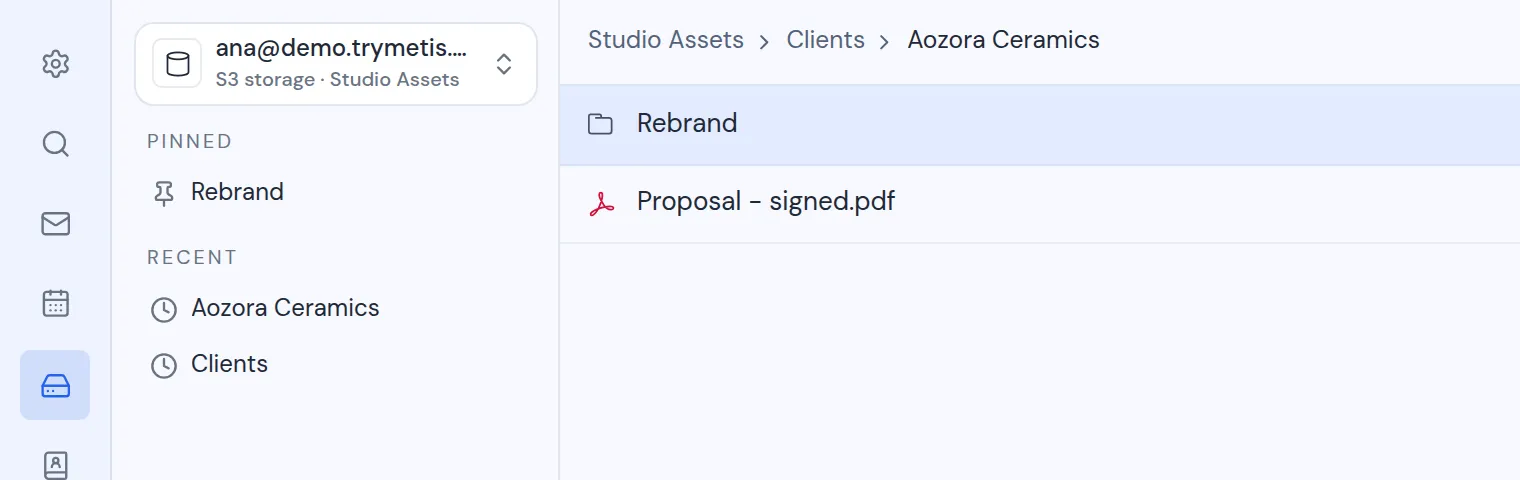 ana@demo.trymetis....
S3 storage · Studio Assets
PINNED
Rebrand
RECENT
Aozora Ceramics
Clients
Studio Assets > Clients > Aozora Ceramics
Rebrand
Proposal – signed.pdf